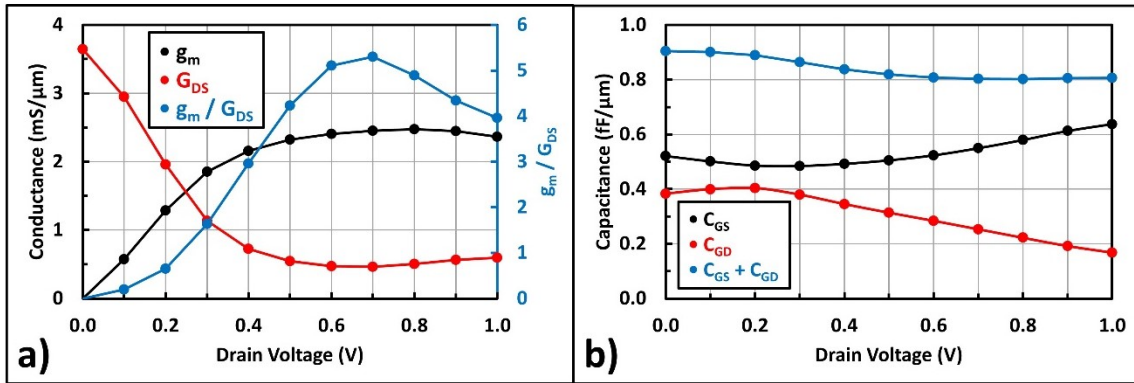 4
3
2
1
0
Conductance (mS/μm)
gm
GDS
gm / GDS
6
5
4
3
2
1
0
gm / GDS
0.0 0.2 0.4 0.6 0.8 1.0
Drain Voltage (V)
a)
1.0
0.8
0.6
0.4
0.2
0.0
Capacitance (fF/μm)
CGS
CGD
CGS + CGD
0.0 0.2 0.4 0.6 0.8 1.0
Drain Voltage (V)
b)